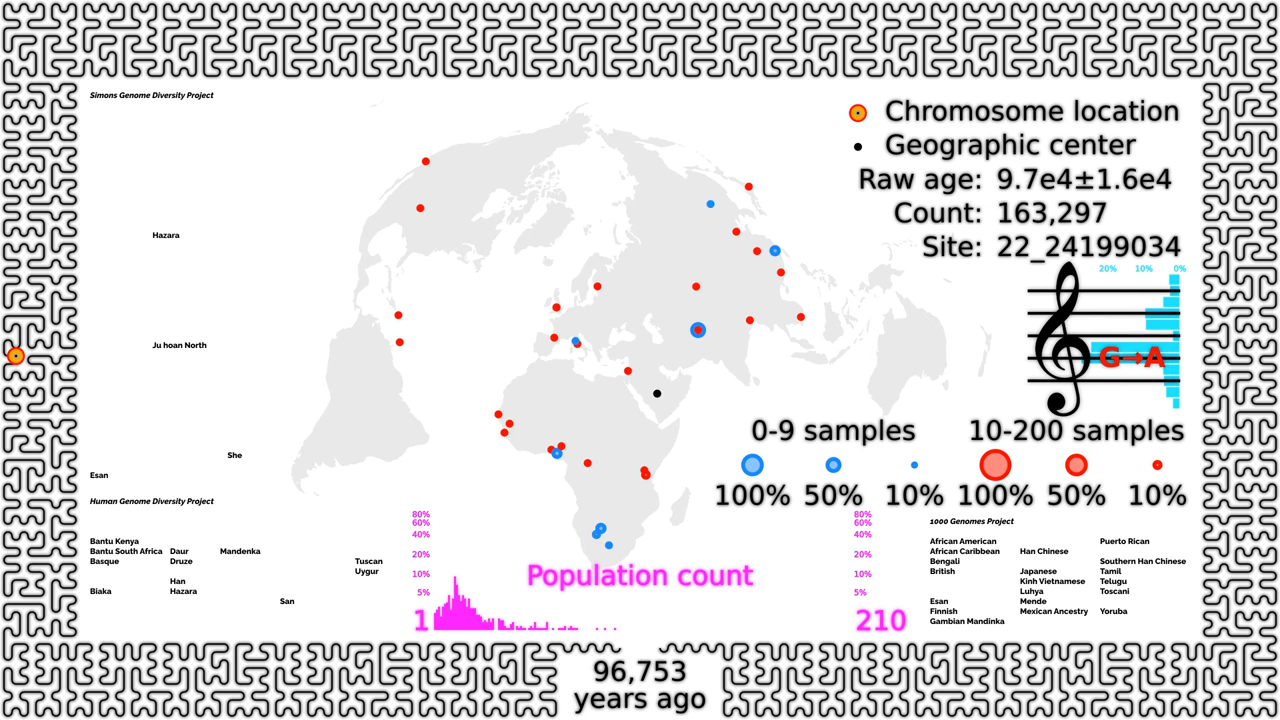 Simons Genome Diversity Project
Hazara
Ju hoan North
She
Esan
Human Genome Diversity Project
Bantu Kenya
Bantu South Africa Daur Mandenka
Basque Druze Tuscan
Uygur
Han
Biaka Hazara
San
Chromosome location
Geographic center
Raw age: 9.7e4±1.6e4
Count: 163,297
Site: 22_24199034
20% 10% 0%
G→A
0-9 samples 10-200 samples
100% 50% 10% 100% 50% 10%
80%
60%
40%
20%
10%
5%
1
Population count
80%
60%
40%
20%
10%
5%
210
1000 Genomes Project
African American Puerto Rican
African Caribbean Han Chinese
Bengali Southern Han Chinese
British Japanese Tamil
Kinh Vietnamese Telugu
Luhya Toscani
Esan Mende
Finnish Mexican Ancestry Yoruba
Gambian Mandinka
96,753
years ago